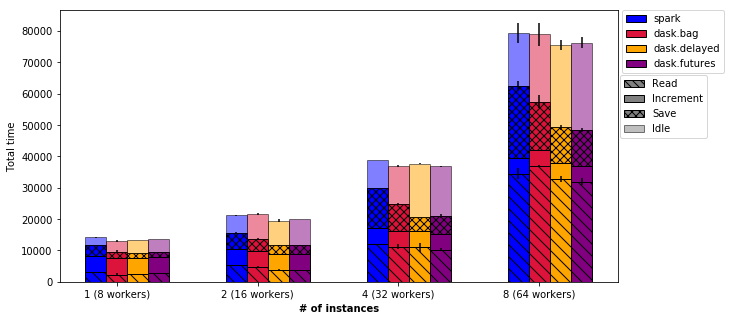 80000
70000
60000
50000
40000
30000
20000
10000
0
Total time
1 (8 workers)
2 (16 workers)
4 (32 workers)
8 (64 workers)
# of instances
spark
dask.bag
dask.delayed
dask.futures
Read
Increment
Save
Idle